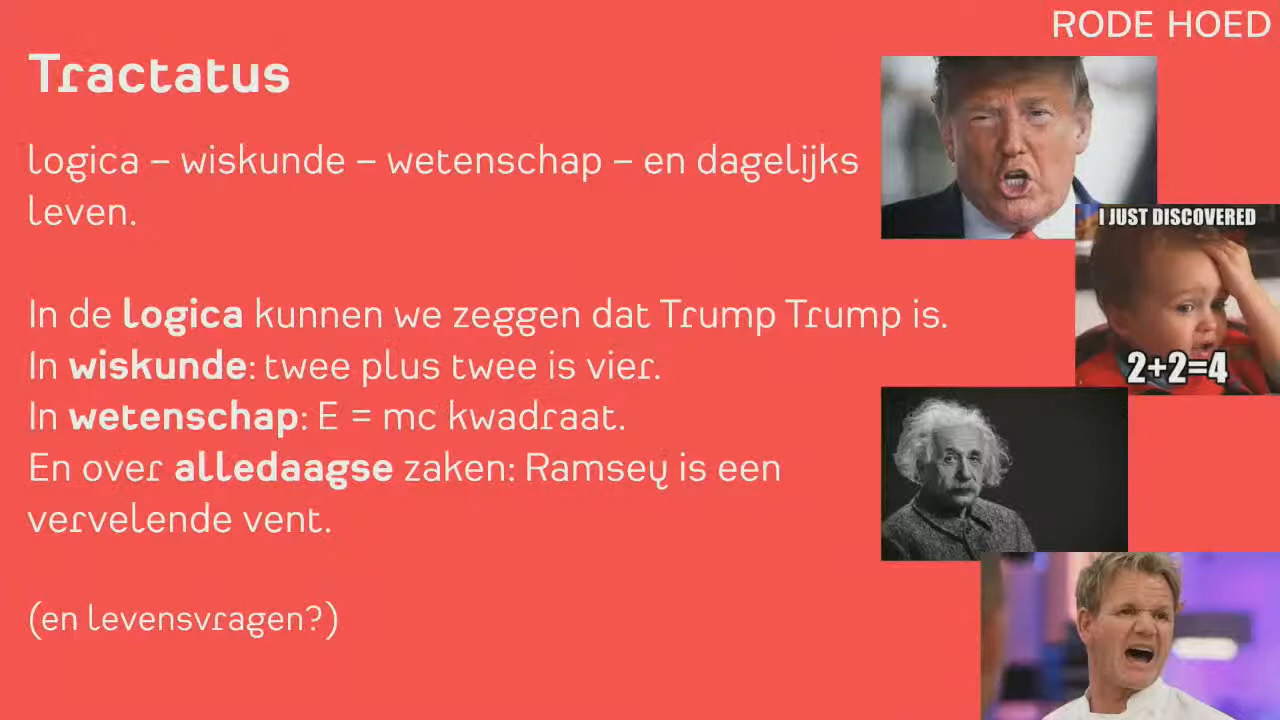 RODE HOED
Tractatus
logica – wiskunde – wetenschap – en dagelijks
leven.
In de logica kunnen we zeggen dat Trump Trump is.
In wiskunde: twee plus twee is vier.
In wetenschap: E = mc kwadraat.
En over alledaagse zaken: Ramsey is een
vervelende vent.
(en levensvragen?)
I JUST DISCOVERED
2+2=4